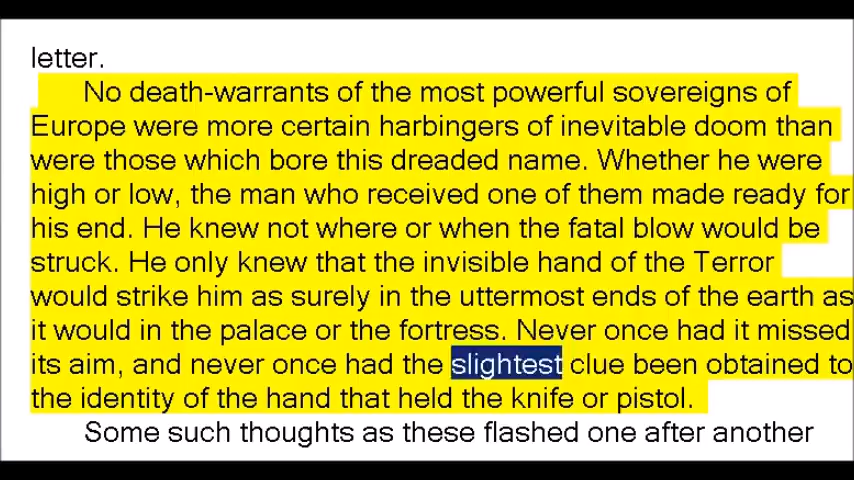 letter.
No death-warrants of the most powerful sovereigns of
Europe were more certain harbingers of inevitable doom than
were those which bore this dreaded name. Whether he were
high or low, the man who received one of them made ready for
his end. He knew not where or when the fatal blow would be
struck. He only knew that the invisible hand of the Terror
would strike him as surely in the uttermost ends of the earth as
it would in the palace or the fortress. Never once had it missed
its aim, and never once had the slightest clue been obtained to
the identity of the hand that held the knife or pistol.
Some such thoughts as these flashed one after another